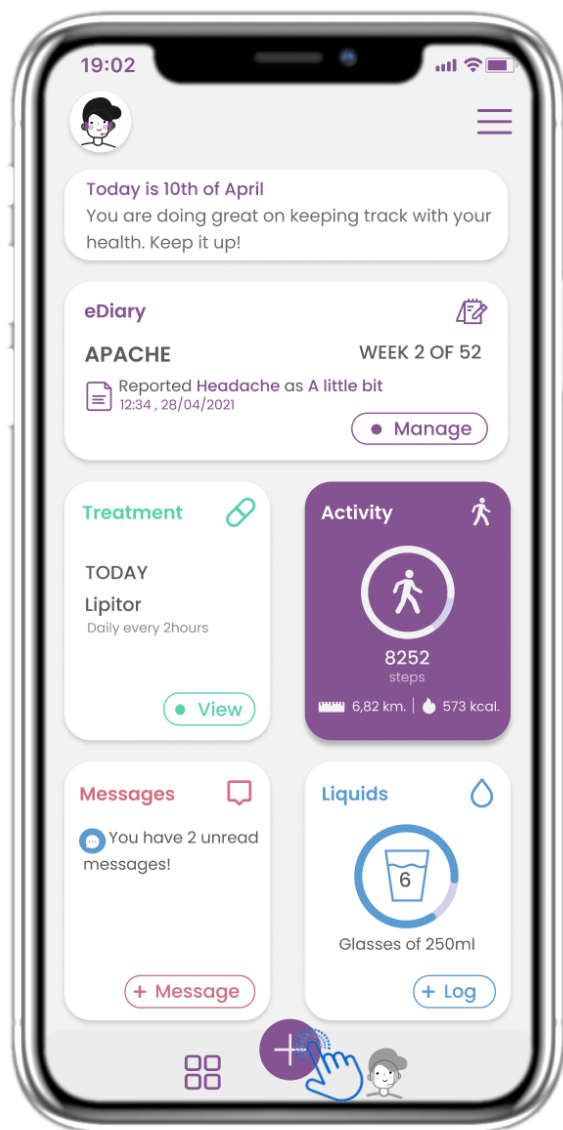 19:02
Today is 10th of April
You are doing great on keeping track with your
health. Keep it up!
eDiary
APACHE
WEEK 2 OF 52
Reported Headache as A little bit
12:34 , 28/04/2021
Manage
Treatment
TODAY
Lipitor
Daily every 2hours
View
Activity
8252
steps
6,82 km.
573 kcal.
Messages
You have 2 unread
messages!
+ Message
Liquids
6
Glasses of 250ml
+ Log